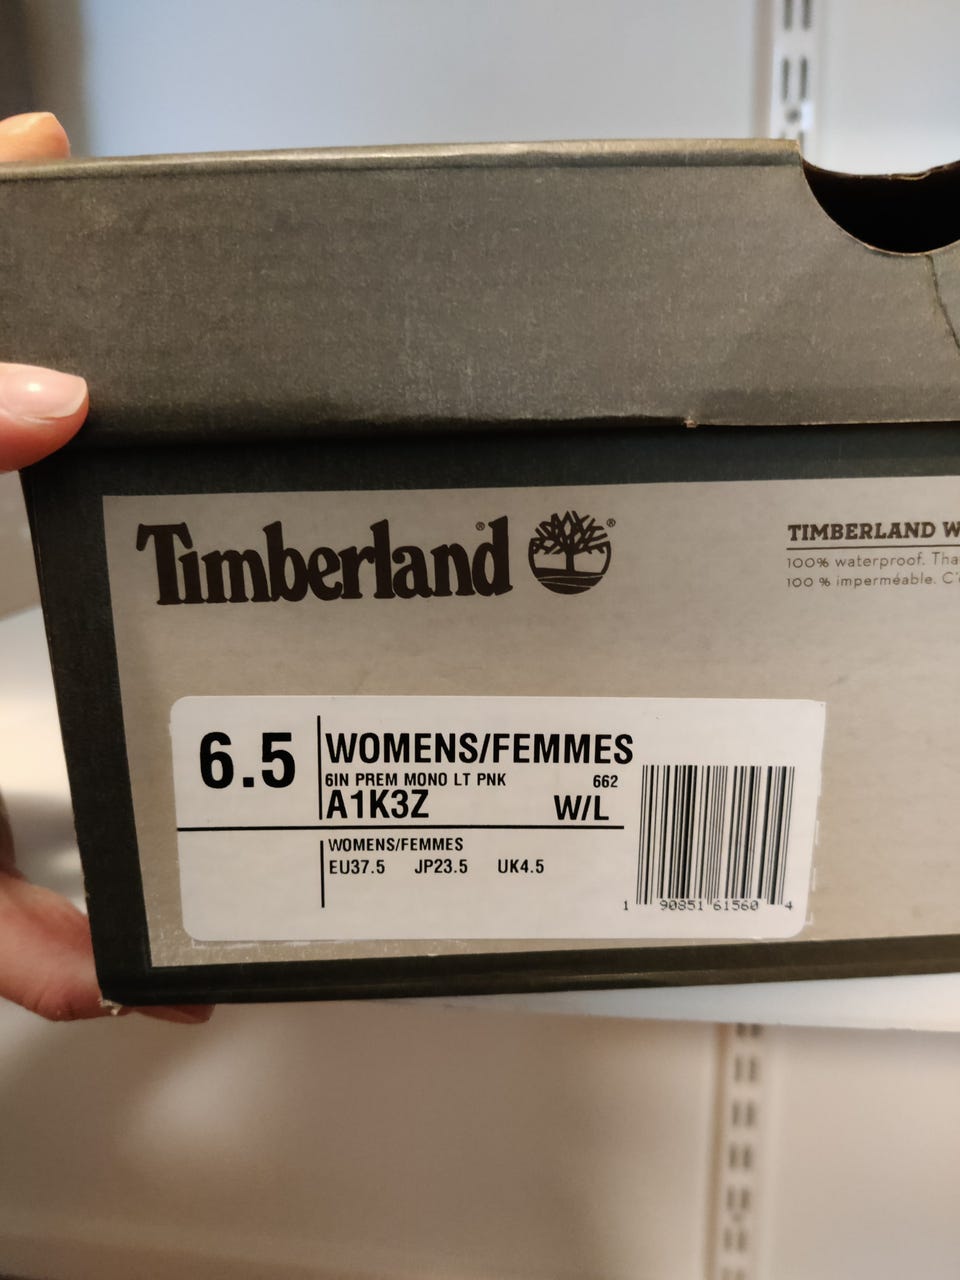 Timberland®
®
TIMBERLAND W
100% waterproof. Tha
100 % imperméable. C'
6.5
WOMENS/FEMMES
6IN PREM MONO LT PNK 662
A1K3Z W/L
WOMENS/FEMMES
EU37.5 JP23.5 UK4.5
1 90851 61560 4